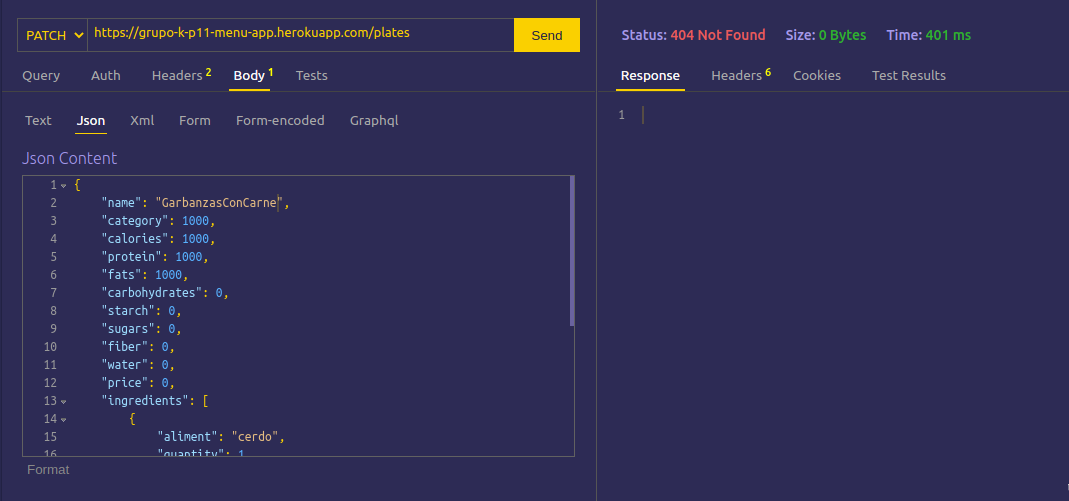 PATCH https://grupo-k-p11-menu-app.herokuapp.com/plates Send
Query Auth Headers 2 Body 1 Tests
Text Json Xml Form Form-encoded Graphql
Json Content
1 {
2 "name": "GarbanzasConCarne",
3 "category": 1000,
4 "calories": 1000,
5 "protein": 1000,
6 "fats": 1000,
7 "carbohydrates": 0,
8 "starch": 0,
9 "sugars": 0,
10 "fiber": 0,
11 "water": 0,
12 "price": 0,
13 "ingredients": [
14 {
15 "aliment": "cerdo",
16 "quantity": 1
Format
Status: 404 Not Found Size: 0 Bytes Time: 401 ms
Response Headers 6 Cookies Test Results
1